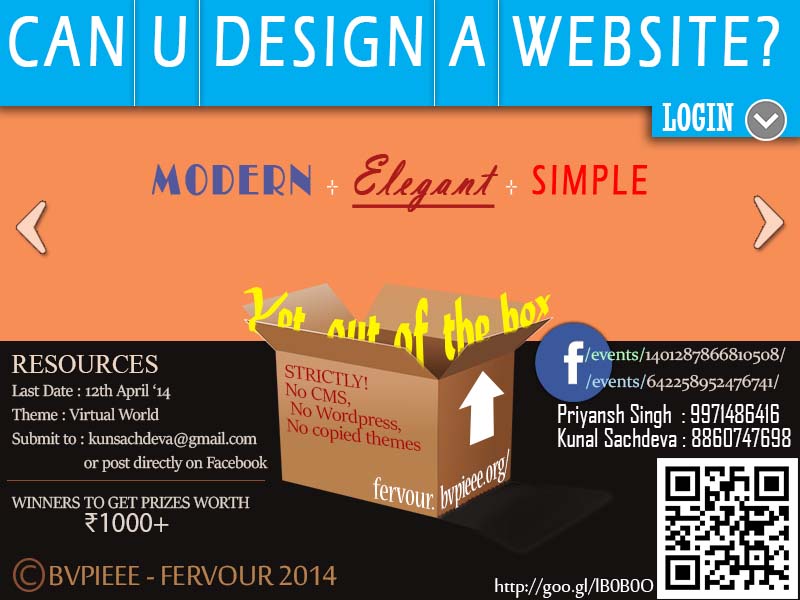 CAN U DESIGN A WEBSITE?
LOGIN
MODERN + Elegant + SIMPLE
Yet out of the box
STRICTLY!
No CMS,
No Wordpress,
No copied themes
fervour.bvpieee.org/
RESOURCES
Last Date : 12th April ‘14
Theme : Virtual World
Submit to : kunsachdeva@gmail.com
or post directly on Facebook
WINNERS TO GET PRIZES WORTH
₹1000+
© BVPIEEE - FERVOUR 2014
f /events/1401287866810508/
/events/642258952476741/
Priyansh Singh : 9971486416
Kunal Sachdeva : 8860747698
http://goo.gl/lB0B0O